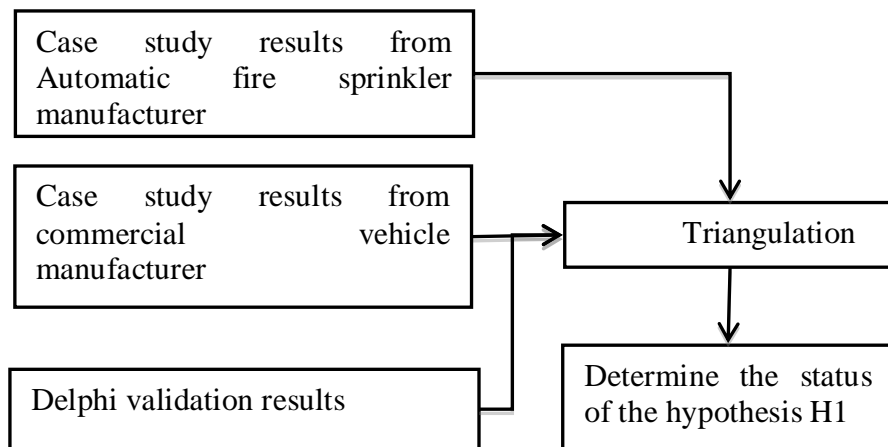 Case study results from
Automatic fire sprinkler
manufacturer
Case study results from
commercial vehicle
manufacturer
Triangulation
Delphi validation results
Determine the status
of the hypothesis H1